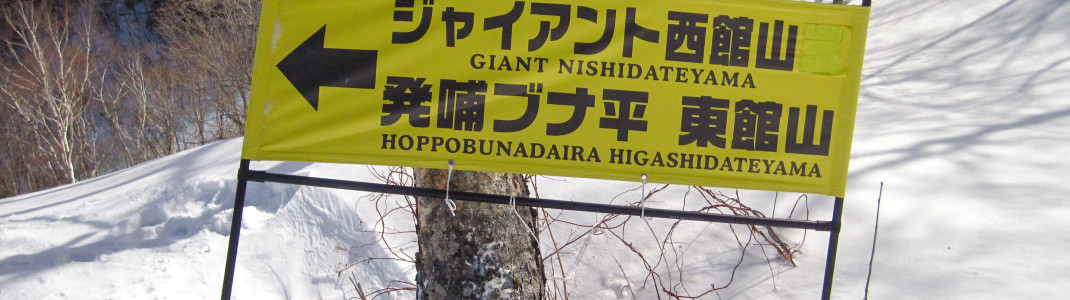 ジャイアント西館山
GIANT NISHIDATEYAMA
発哺ブナ平 東館山
HOPPOBUNADAIRA HIGASHIDATEYAMA